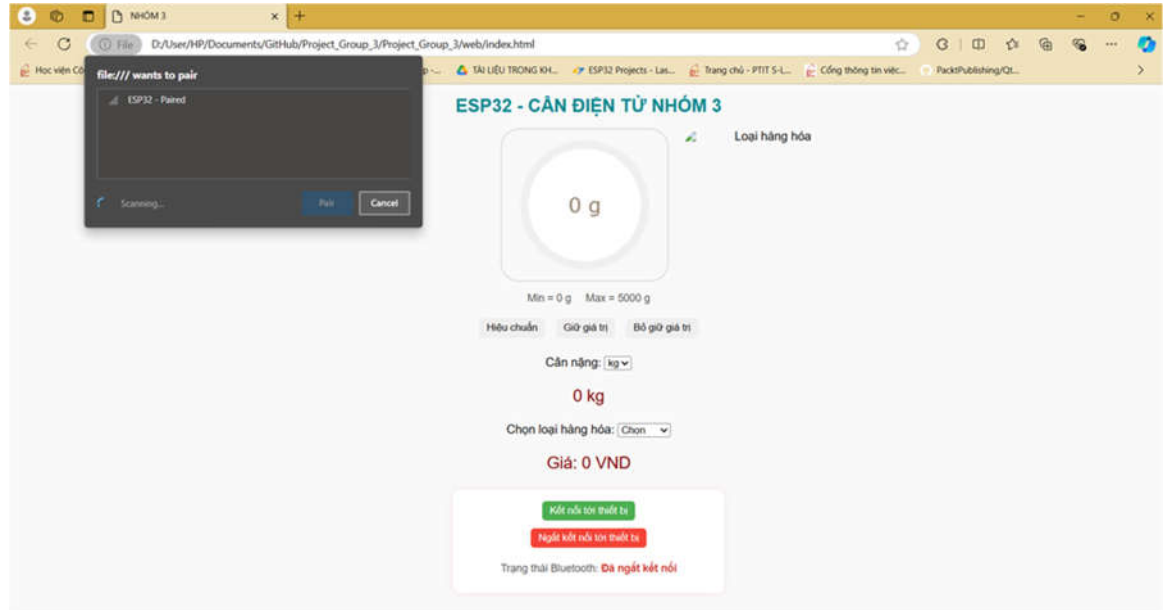 NHÓM 3
File D:/User/HP/Documents/GitHub/Project_Group_3/Project_Group_3/web/index.html
Học viện Cô
TÀI LIỆU TRONG KH... ESP32 Projects - Las... Trang chủ - PTIT S-L... Cổng thông tin việc... PacktPublishing/Qt...
file:/// wants to pair
ESP32 - Paired
Scanning... Pair Cancel
ESP32 - CÂN ĐIỆN TỬ NHÓM 3
Loại hàng hóa
0 g
Min = 0 g Max = 5000 g
Hiệu chuẩn Giữ giá trị Bỏ giữ giá trị
Cân nặng: kg
0 kg
Chọn loại hàng hóa: Chọn
Giá: 0 VND
Kết nối tới thiết bị
Ngắt kết nối tới thiết bị
Trạng thái Bluetooth: Đã ngắt kết nối